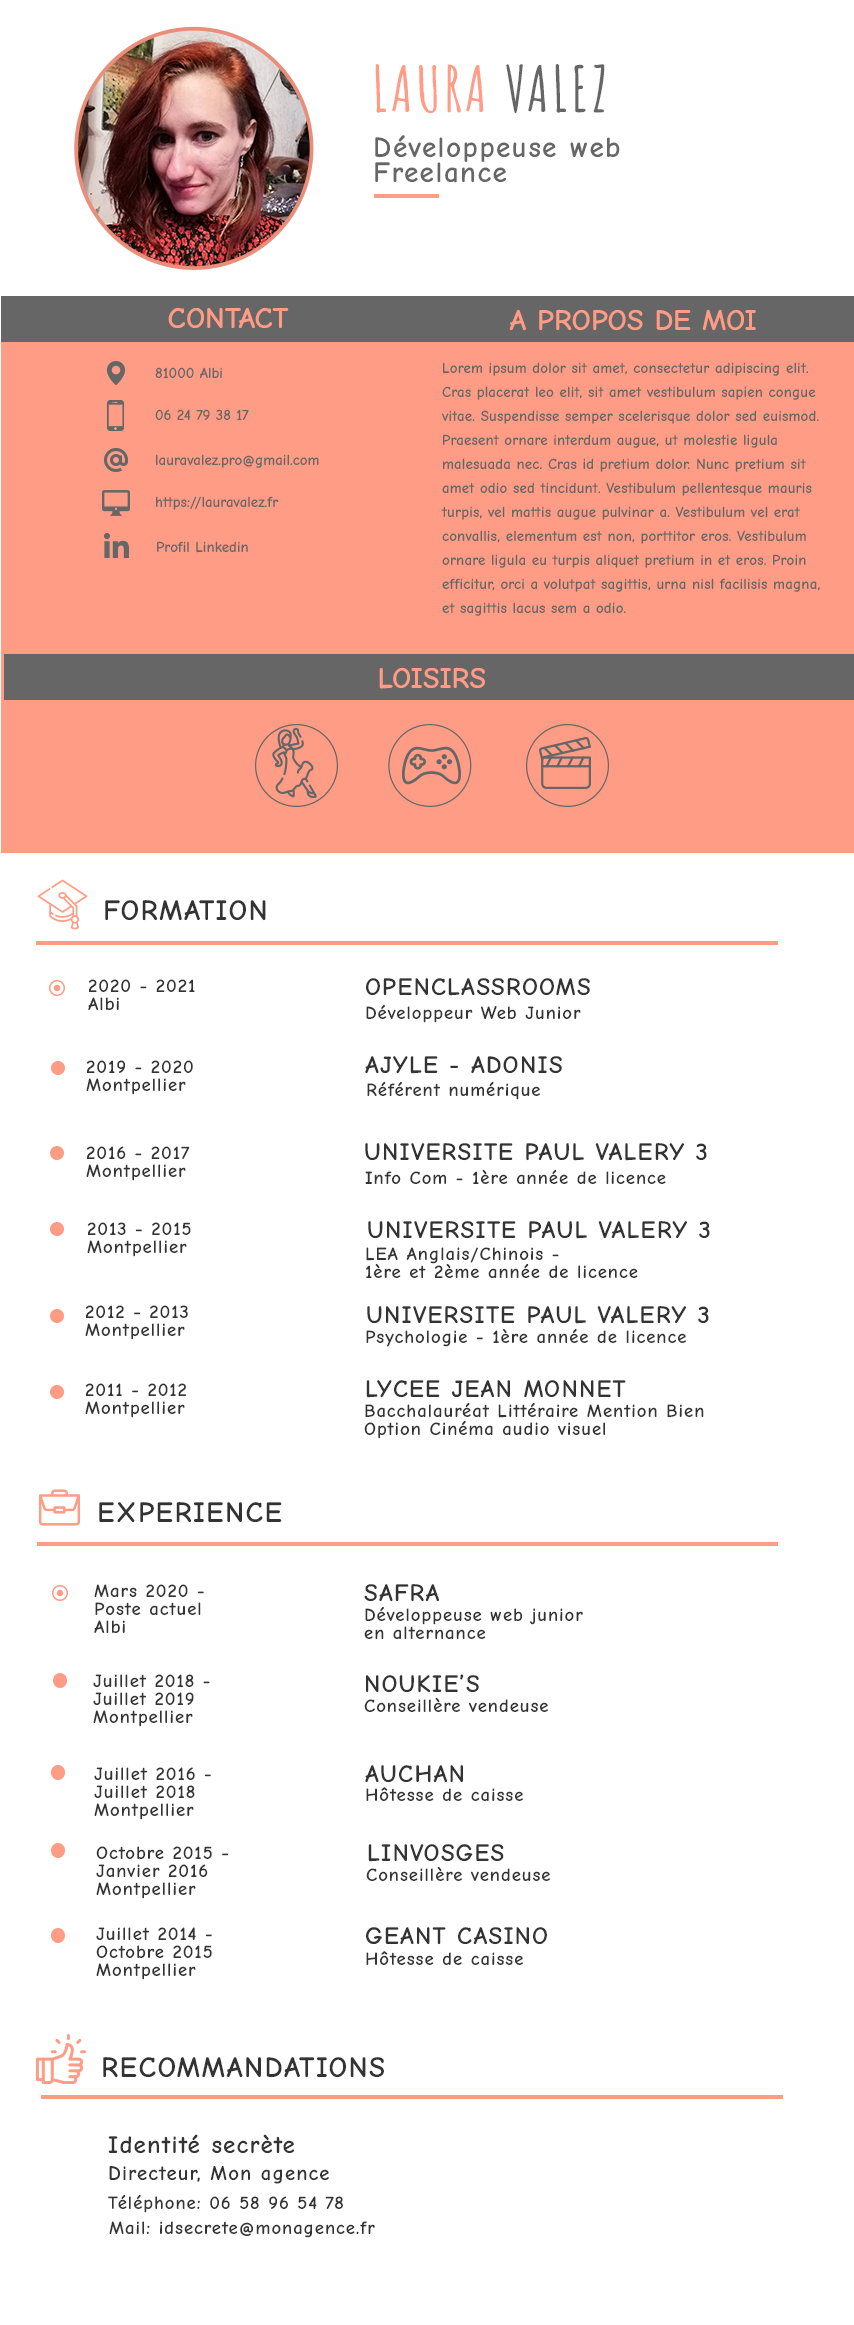 LAURA VALEZ
Développeuse web
Freelance
CONTACT
81000 Albi
06 24 79 38 17
lauravalez.pro@gmail.com
https://lauravalez.fr
in Profil Linkedin
A PROPOS DE MOI
Lorem ipsum dolor sit amet, consectetur adipiscing elit.
Cras placerat leo elit, sit amet vestibulum sapien congue
vitae. Suspendisse semper scelerisque dolor sed euismod.
Praesent ornare interdum augue, ut molestie ligula
malesuada nec. Cras id pretium dolor. Nunc pretium sit
amet odio sed tincidunt. Vestibulum pellentesque mauris
turpis, vel mattis augue pulvinar a. Vestibulum vel erat
convallis, elementum est non, porttitor eros. Vestibulum
ornare ligula eu turpis aliquet pretium in et eros. Proin
efficitur, orci a volutpat sagittis, urna nisl facilisis magna,
et sagittis lacus sem a odio.
LOISIRS
FORMATION
2020 - 2021
Albi
OPENCLASSROOMS
Développeur Web Junior
2019 - 2020
Montpellier
AJYLE - ADONIS
Référent numérique
2016 - 2017
Montpellier
UNIVERSITE PAUL VALERY 3
Info Com - 1ère année de licence
2013 - 2015
Montpellier
UNIVERSITE PAUL VALERY 3
LEA Anglais/Chinois -
1ère et 2ème année de licence
2012 - 2013
Montpellier
UNIVERSITE PAUL VALERY 3
Psychologie - 1ère année de licence
2011 - 2012
Montpellier
LYCEE JEAN MONNET
Bacchalauréat Littéraire Mention Bien
Option Cinéma audio visuel
EXPERIENCE
Mars 2020 -
Poste actuel
Albi
SAFRA
Développeuse web junior
en alternance
Juillet 2018 -
Juillet 2019
Montpellier
NOUKIE'S
Conseillère vendeuse
Juillet 2016 -
Juillet 2018
Montpellier
AUCHAN
Hôtesse de caisse
Octobre 2015 -
Janvier 2016
Montpellier
LINVOSGES
Conseillère vendeuse
Juillet 2014 -
Octobre 2015
Montpellier
GEANT CASINO
Hôtesse de caisse
RECOMMANDATIONS
Identité secrète
Directeur, Mon agence
Téléphone: 06 58 96 54 78
Mail: idsecrete@monagence.fr